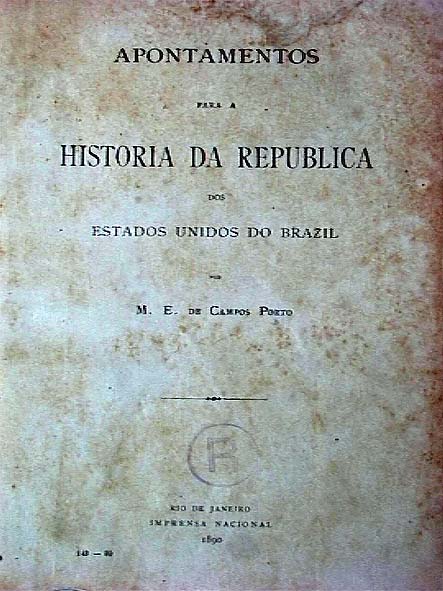 APONTAMENTOS
PARA A
HISTORIA DA REPUBLICA
DOS
ESTADOS UNIDOS DO BRAZIL
POR
M. E. DE CAMPOS PORTO
R
RIO DE JANEIRO
IMPRENSA NACIONAL
1890